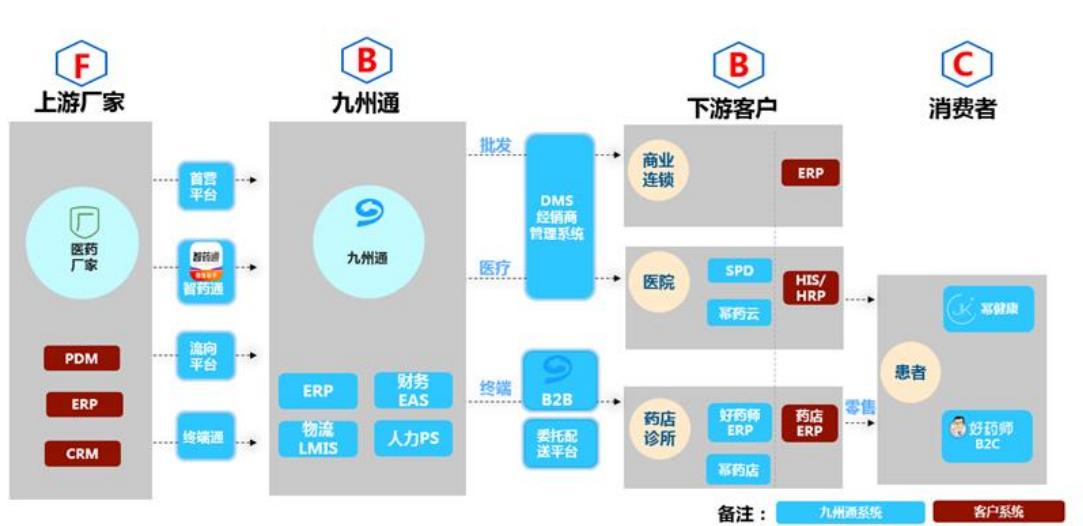 F
上游厂家
医药
厂家
PDM
ERP
CRM
首营
平台
智药通
智药通
流向
平台
终端通
B
九州通
九州通
ERP
财务
EAS
物流
LMIS
人力PS
批发
医疗
终端
DMS
经销商
管理系统
B2B
委托配
送平台
B
下游客户
商业
连锁
ERP
医院
SPD
幂药云
HIS/
HRP
药店
诊所
好药师
ERP
幂药店
药店
ERP
零售
C
消费者
患者
JK
幂健康
好药师
B2C
备注：
九州通系统
客户系统